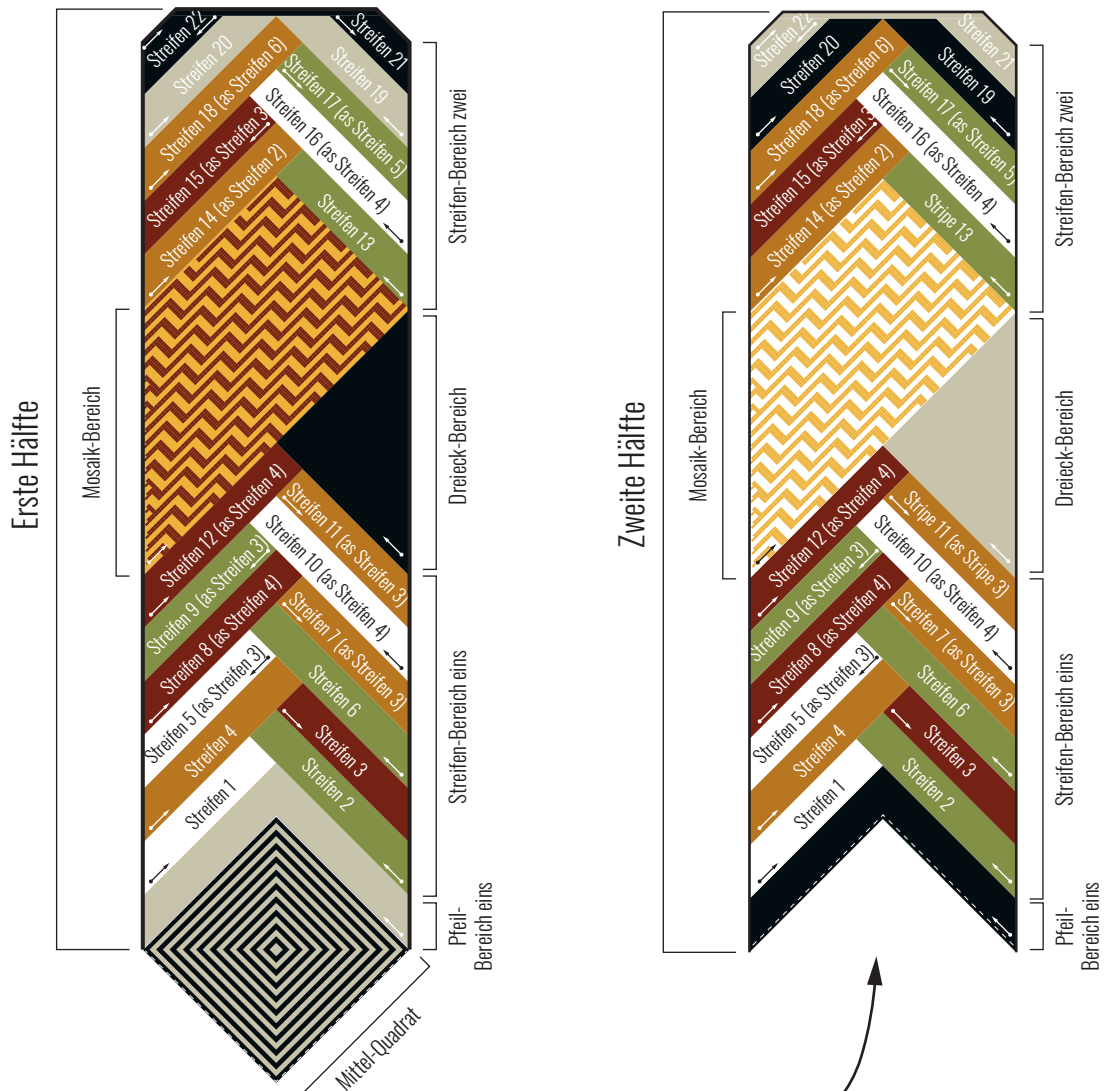 Erste Hälfte
Mosaik-Bereich
Streifen 22
Streifen 21
Streifen 20
Streifen 19
Streifen 18 (as Streifen 6)
Streifen 17 (as Streifen 5)
Streifen 15 (as Streifen 3)
Streifen 16 (as Streifen 4)
Streifen 14 (as Streifen 2)
Streifen 13
Streifen 12 (as Streifen 4)
Streifen 11 (as Streifen 3)
Streifen 9 (as Streifen 3)
Streifen 10 (as Streifen 4)
Streifen 8 (as Streifen 4)
Streifen 7 (as Streifen 3)
Streifen 5 (as Streifen 3)
Streifen 6
Streifen 4
Streifen 3
Streifen 1
Streifen 2
Streifen-Bereich zwei
Dreieck-Bereich
Streifen-Bereich eins
Pfeil-
Bereich eins
Mittel-Quadrat
Zweite Hälfte
Mosaik-Bereich
Streifen 22
Streifen 21
Streifen 20
Streifen 19
Streifen 18 (as Streifen 6)
Streifen 17 (as Streifen 5)
Streifen 15 (as Streifen 3)
Streifen 16 (as Streifen 4)
Streifen 14 (as Streifen 2)
Stripe 13
Streifen 12 (as Streifen 4)
Stripe 11 (as Stripe 3)
Streifen 9 (as Streifen 3)
Streifen 10 (as Streifen 4)
Streifen 8 (as Streifen 4)
Streifen 7 (as Streifen 3)
Streifen 5 (as Streifen 3)
Streifen 6
Streifen 4
Streifen 3
Streifen 1
Streifen 2
Streifen-Bereich zwei
Dreieck-Bereich
Streifen-Bereich eins
Pfeil-
Bereich eins